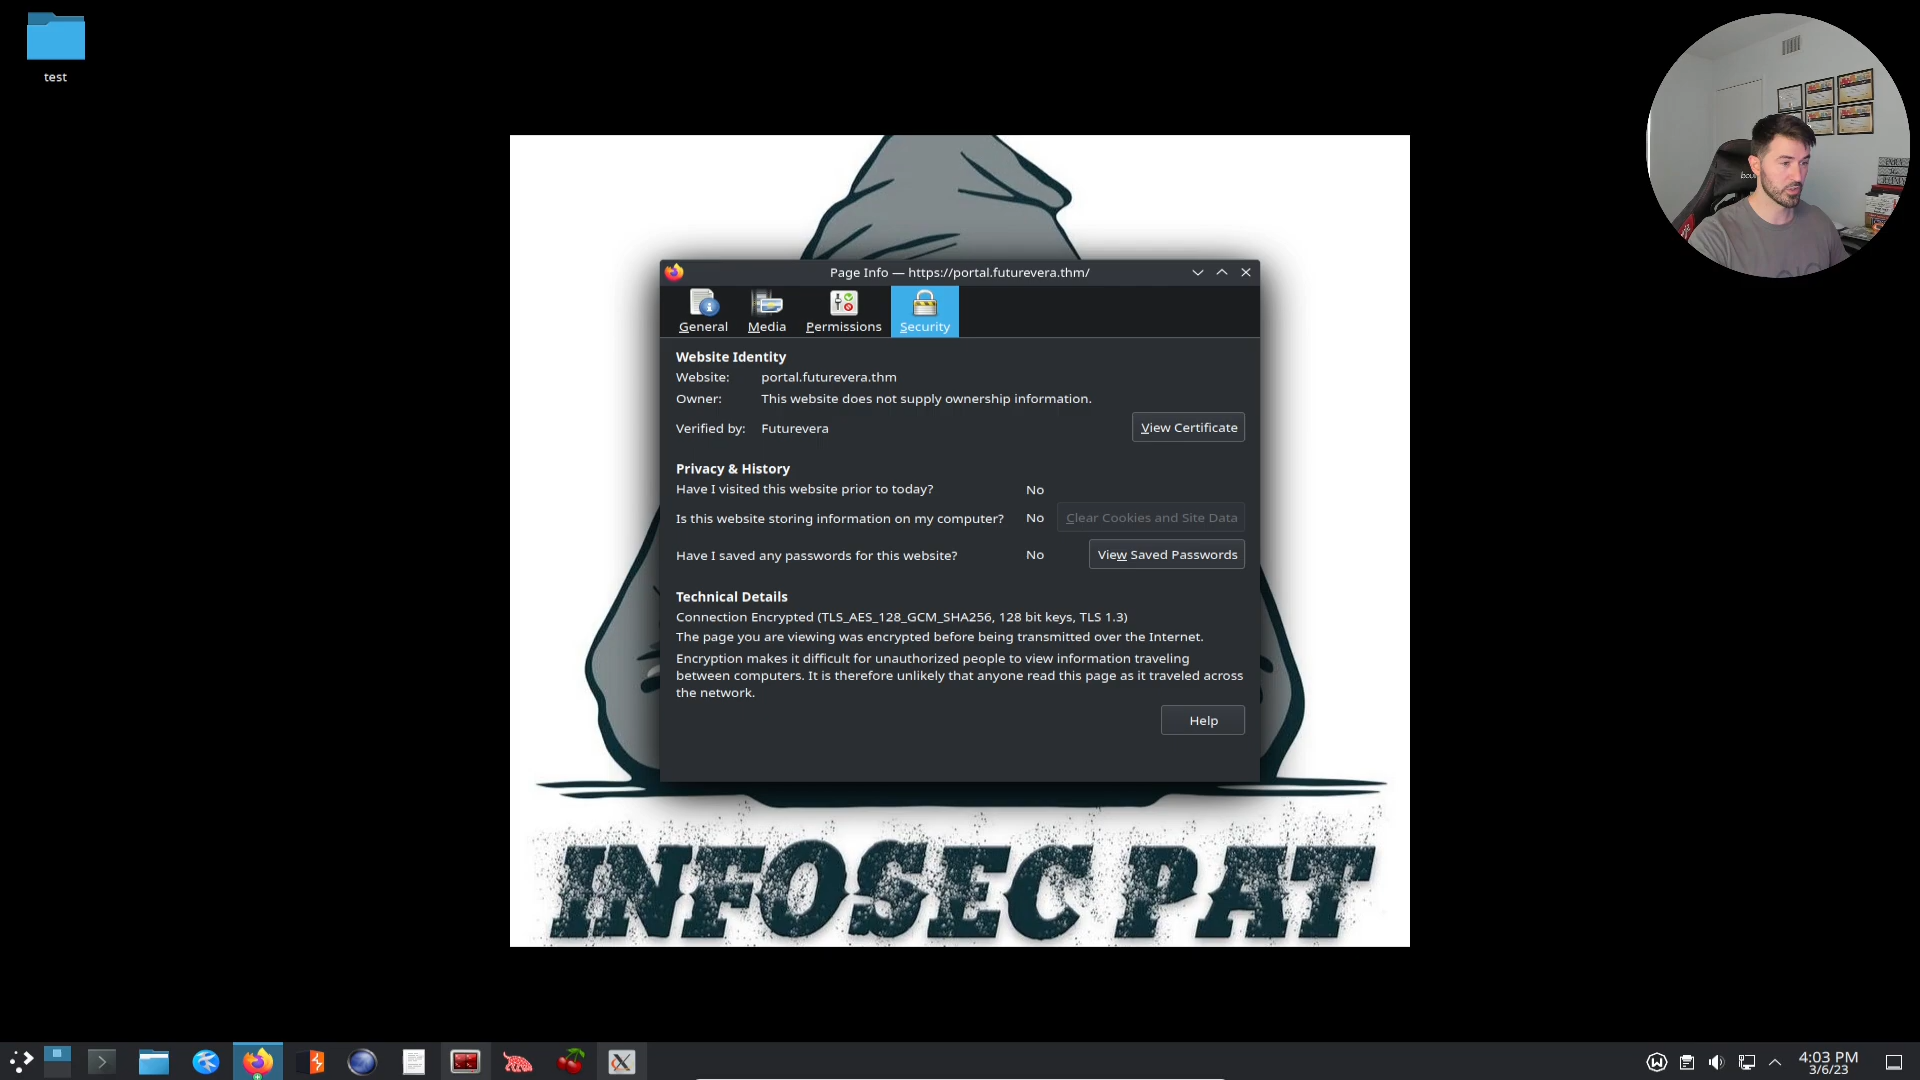 test
Page Info — https://portal.futurevera.thm/
General
Media
Permissions
Security
Website Identity
Website: portal.futurevera.thm
Owner: This website does not supply ownership information.
Verified by: Futurevera
View Certificate
Privacy & History
Have I visited this website prior to today? No
Is this website storing information on my computer? No Clear Cookies and Site Data
Have I saved any passwords for this website? No View Saved Passwords
Technical Details
Connection Encrypted (TLS_AES_128_GCM_SHA256, 128 bit keys, TLS 1.3)
The page you are viewing was encrypted before being transmitted over the Internet.
Encryption makes it difficult for unauthorized people to view information traveling
between computers. It is therefore unlikely that anyone read this page as it traveled across
the network.
Help
INFOSEC PAT
4:03 PM
3/6/23